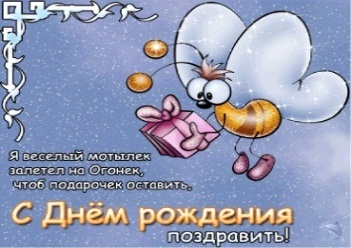 Я веселый мотылек
залетел на Огонек,
чтоб подарочек оставить,
С Днём рождения
поздравить!